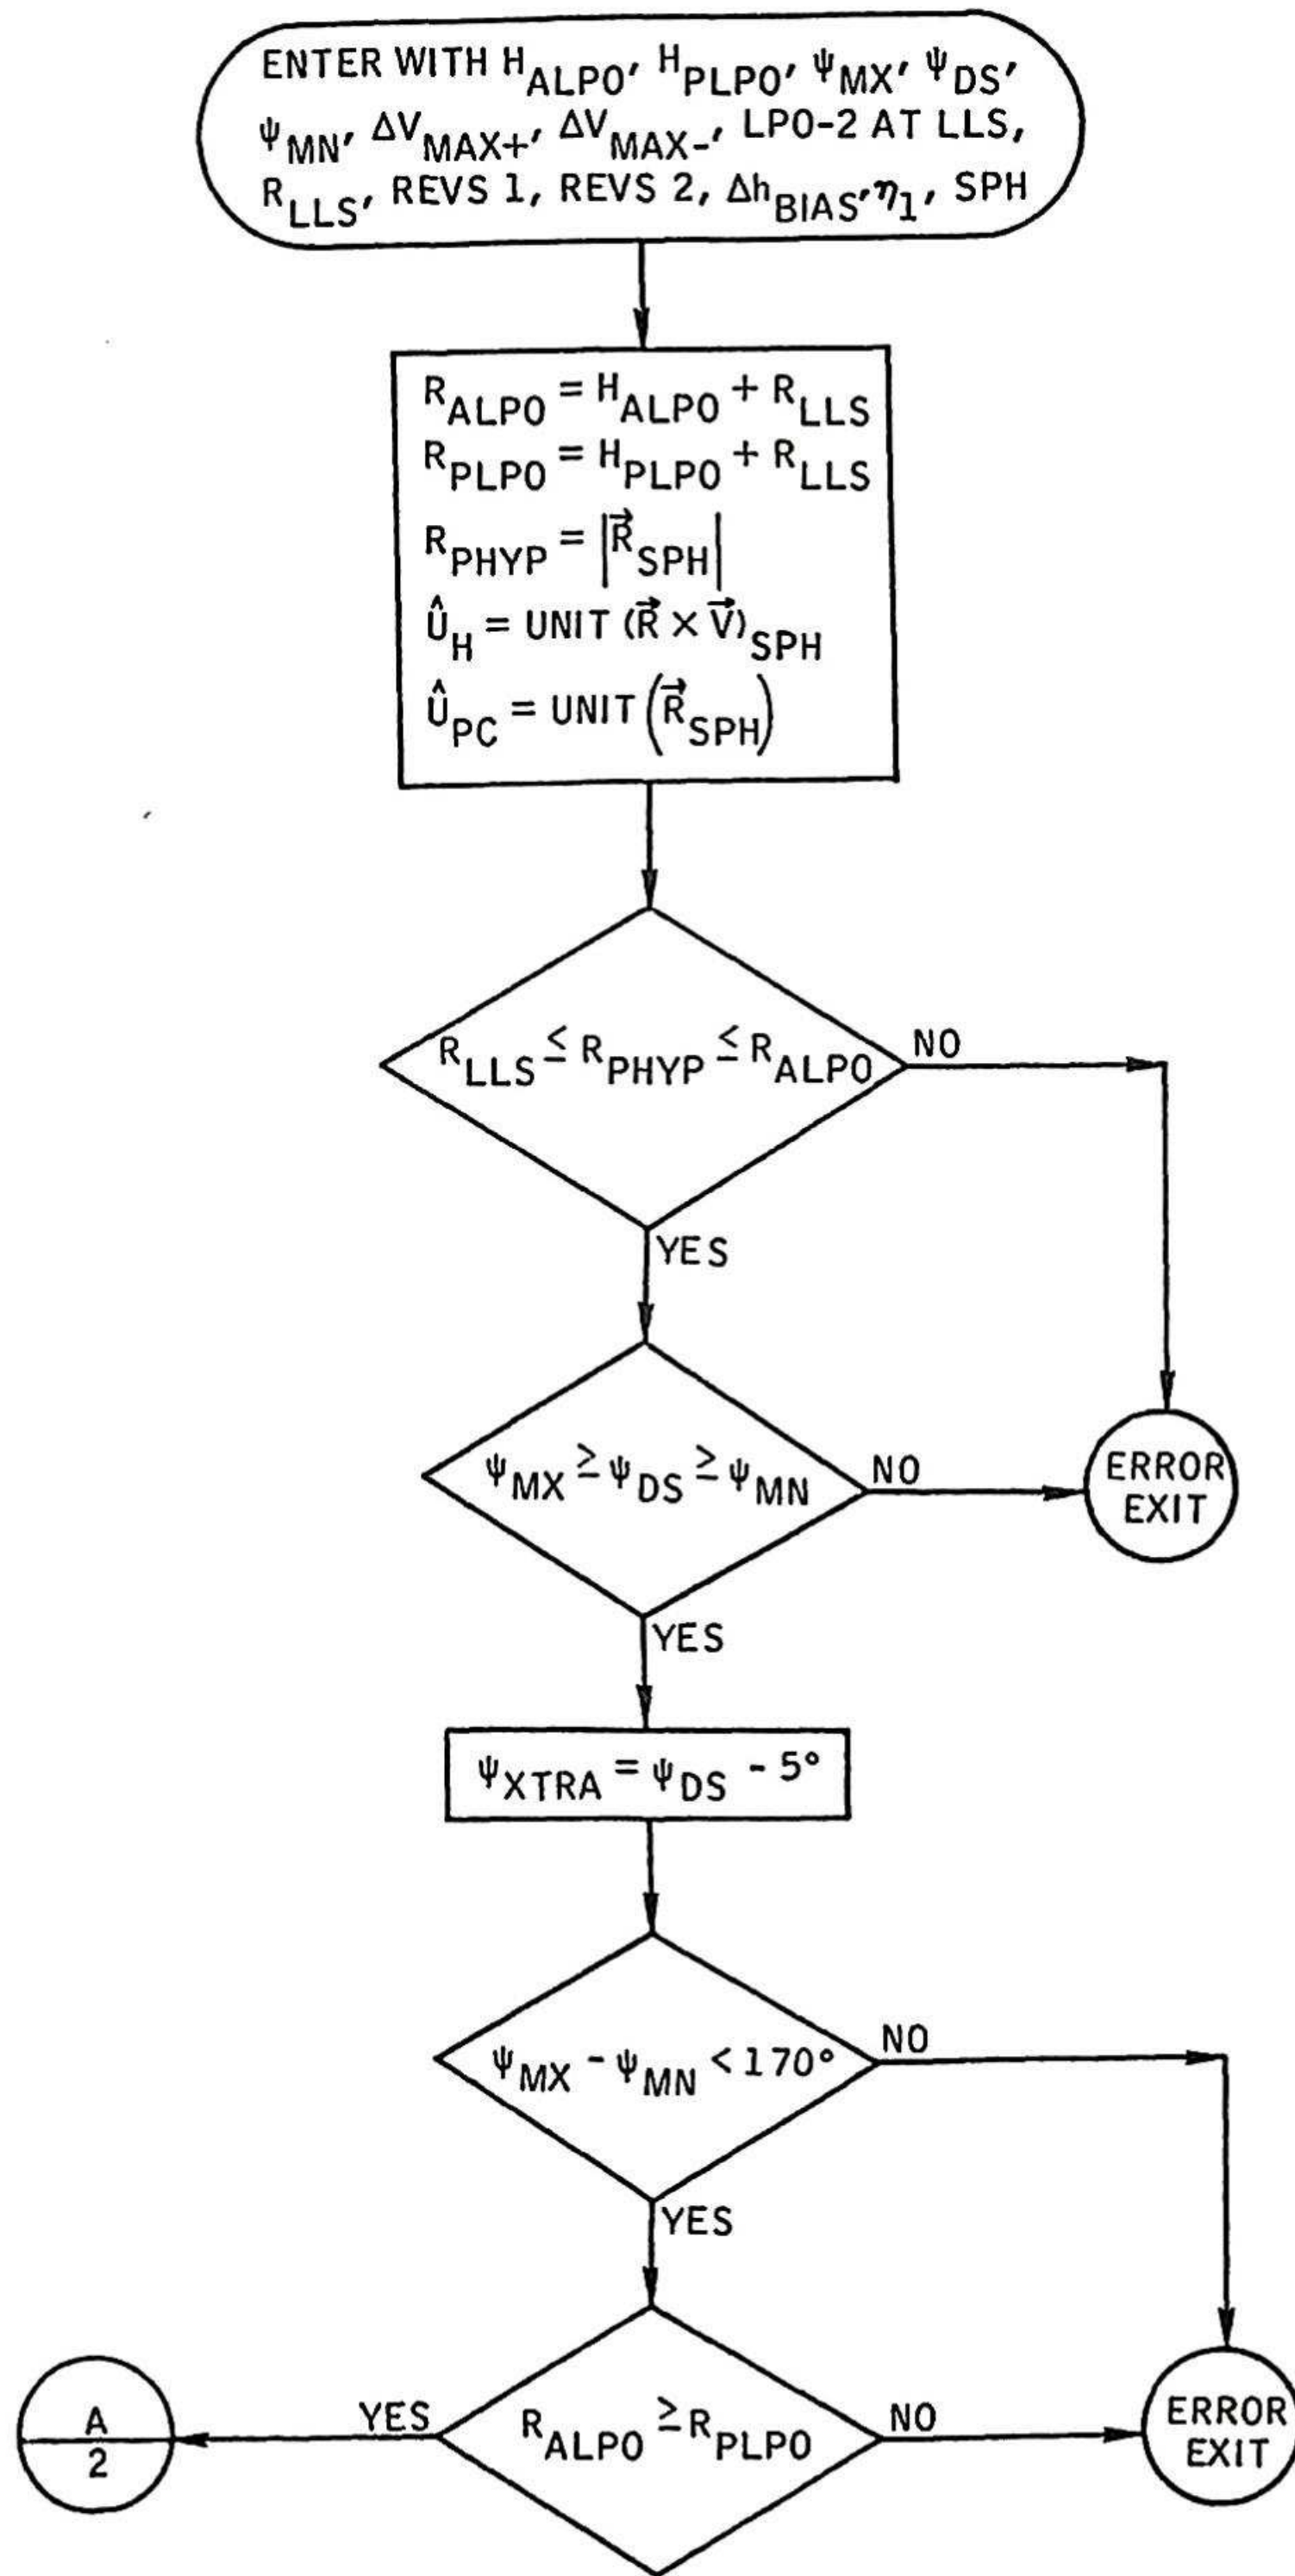 ENTER WITH H_ALPO, H_PLPO, ψ_MX, ψ_DS,
ψ_MN, ΔV_MAX+, ΔV_MAX-, LPO-2 AT LLS,
R_LLS, REVS 1, REVS 2, Δh_BIAS, η_1, SPH
R_ALPO = H_ALPO + R_LLS
R_PLPO = H_PLPO + R_LLS
R_PHYP = |R⃗_SPH|
Û_H = UNIT (R⃗ × V⃗)_SPH
Û_PC = UNIT (R⃗_SPH)
R_LLS ≤ R_PHYP ≤ R_ALPO
NO
YES
ψ_MX ≥ ψ_DS ≥ ψ_MN
NO
ERROR
EXIT
YES
ψ_XTRA = ψ_DS - 5°
ψ_MX - ψ_MN < 170°
NO
YES
A
2
YES
R_ALPO ≥ R_PLPO
NO
ERROR
EXIT